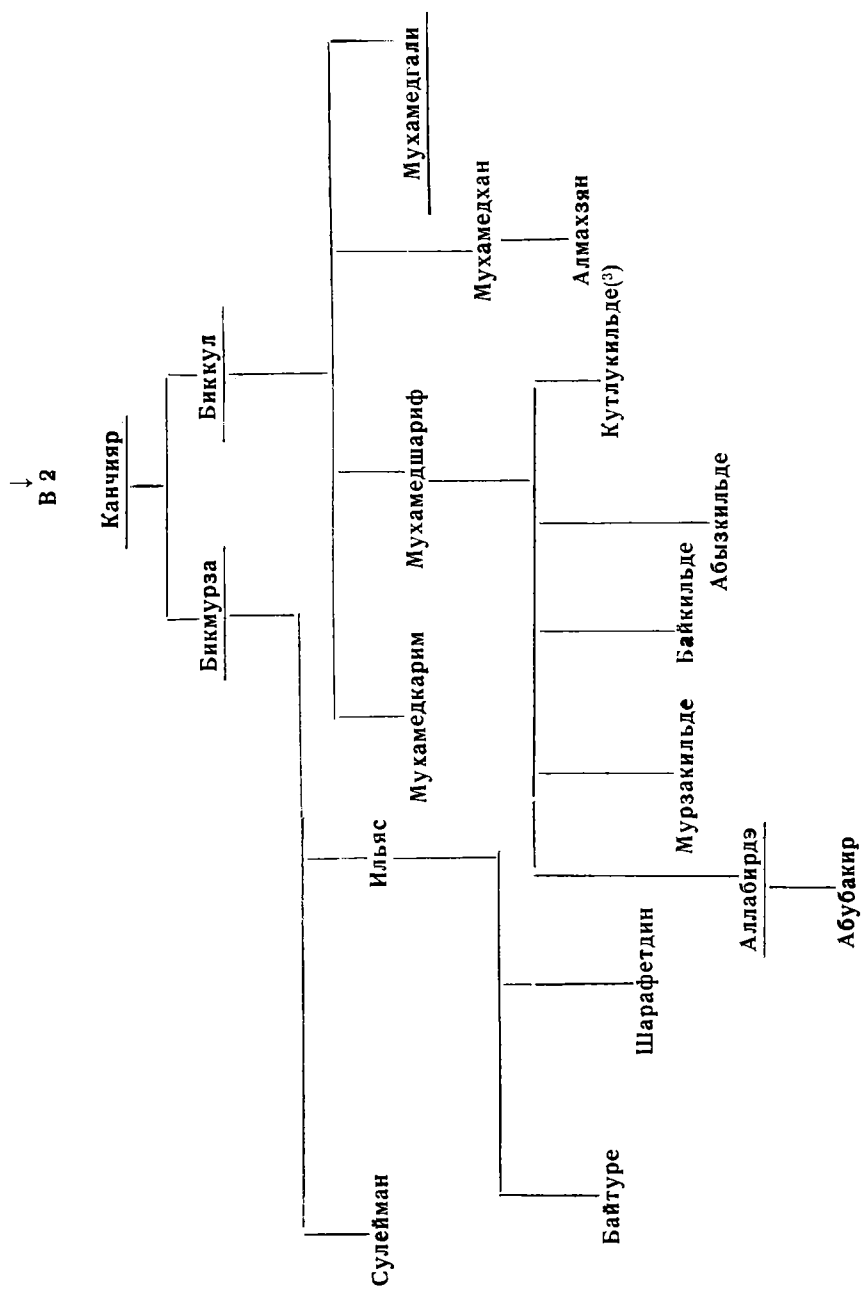 ↓
В 2
Канчияр
Бикмурза
Биккул
Сулейман
Ильяс
Мухамедкарим
Мухамедшариф
Мухамедхан
Мухамедгали
Алмахзян
Байтуре
Шарафетдин
Аллабирдэ
Мурзакильде
Байкильде
Абызкильде
Кутлукильде(³)
Абубакир